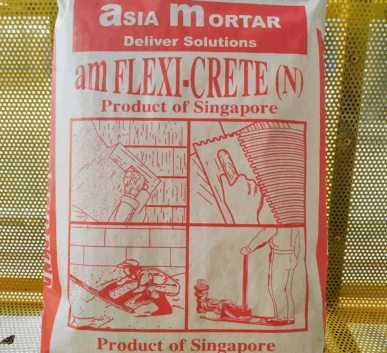 ASIA MORTAR
Deliver Solutions
am FLEXI-CRETE (N)
Product of Singapore
Product of Singapore